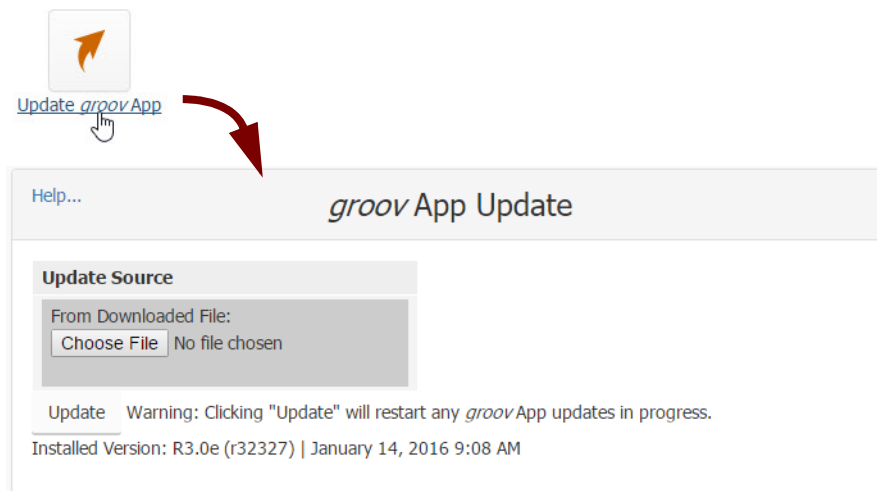 Update groov App
Help...
groov App Update
Update Source
From Downloaded File:
Choose File No file chosen
Update Warning: Clicking "Update" will restart any groov App updates in progress.
Installed Version: R3.0e (r32327) | January 14, 2016 9:08 AM